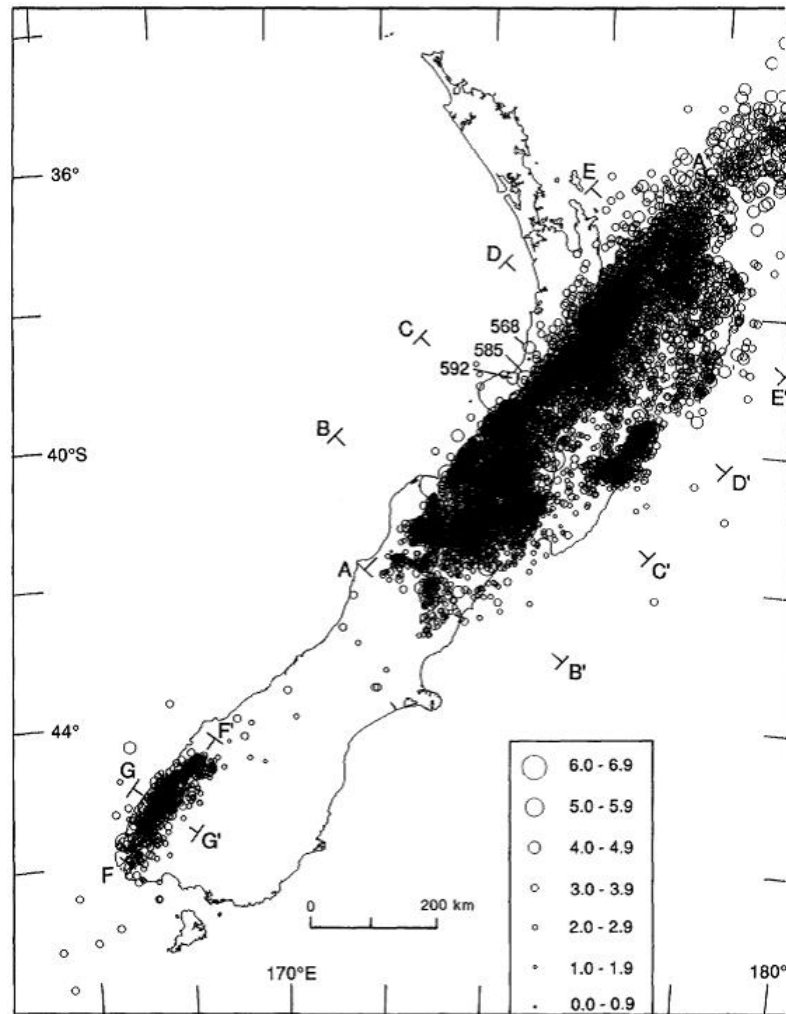 A'
36°
E
D
C
568
585
592
E'
B
40°S
D'
A
C'
B'
44°
F'
G
G'
F
6.0 - 6.9
5.0 - 5.9
4.0 - 4.9
3.0 - 3.9
2.0 - 2.9
1.0 - 1.9
0.0 - 0.9
0 200 km
170°E 180°